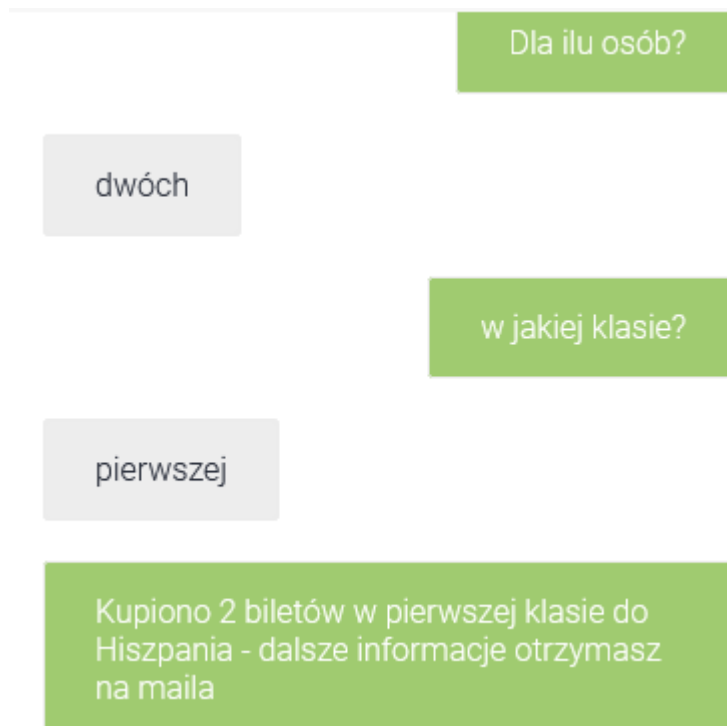 Dla ilu osób?
dwóch
w jakiej klasie?
pierwszej
Kupiono 2 biletów w pierwszej klasie do
Hiszpania - dalsze informacje otrzymasz
na maila